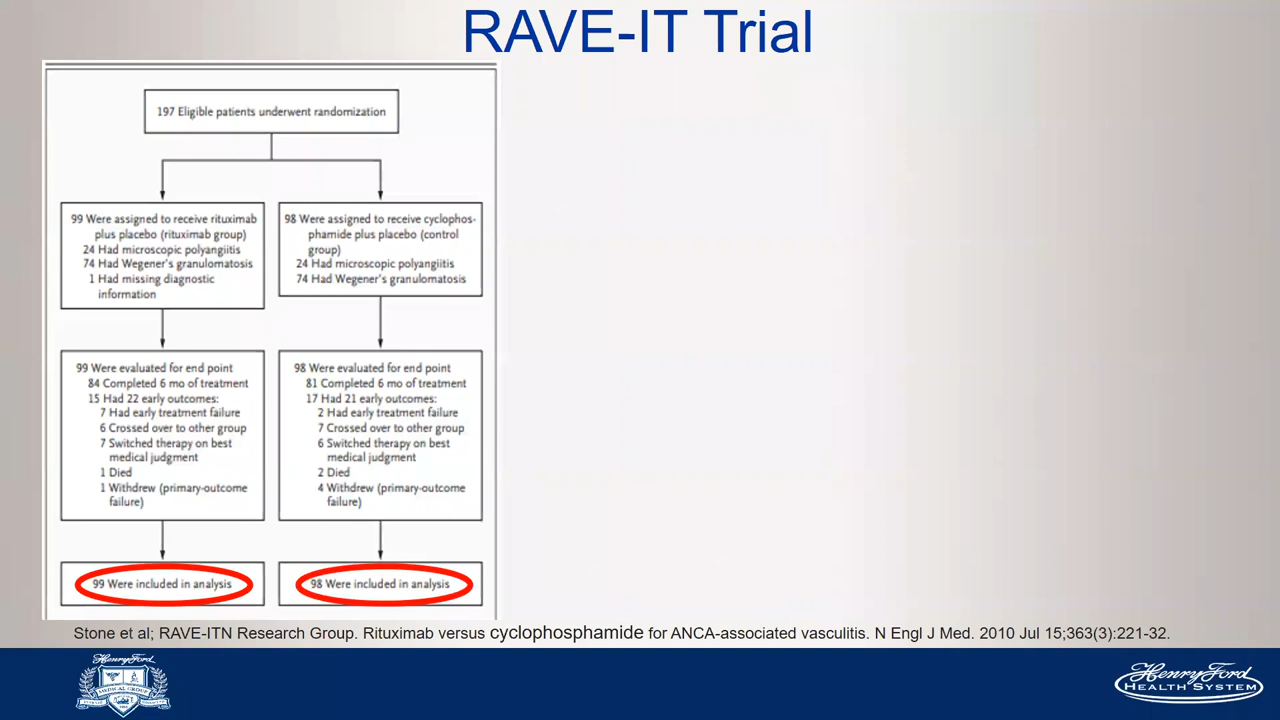 RAVE-IT Trial
197 Eligible patients underwent randomization
99 Were assigned to receive rituximab
plus placebo (rituximab group)
24 Had microscopic polyangiitis
74 Had Wegener's granulomatosis
1 Had missing diagnostic
information
98 Were assigned to receive cyclophos-
phamide plus placebo (control
group)
24 Had microscopic polyangiitis
74 Had Wegener's granulomatosis
99 Were evaluated for end point
84 Completed 6 mo of treatment
15 Had 22 early outcomes:
7 Had early treatment failure
6 Crossed over to other group
7 Switched therapy on best
medical judgment
1 Died
1 Withdrew (primary-outcome
failure)
98 Were evaluated for end point
81 Completed 6 mo of treatment
17 Had 21 early outcomes:
2 Had early treatment failure
7 Crossed over to other group
6 Switched therapy on best
medical judgment
2 Died
4 Withdrew (primary-outcome
failure)
99 Were included in analysis
98 Were included in analysis
Stone et al; RAVE-ITN Research Group. Rituximab versus cyclophosphamide for ANCA-associated vasculitis. N Engl J Med. 2010 Jul 15;363(3):221-32.
Henry Ford
MEDICAL GROUP
Henry Ford
HEALTH SYSTEM